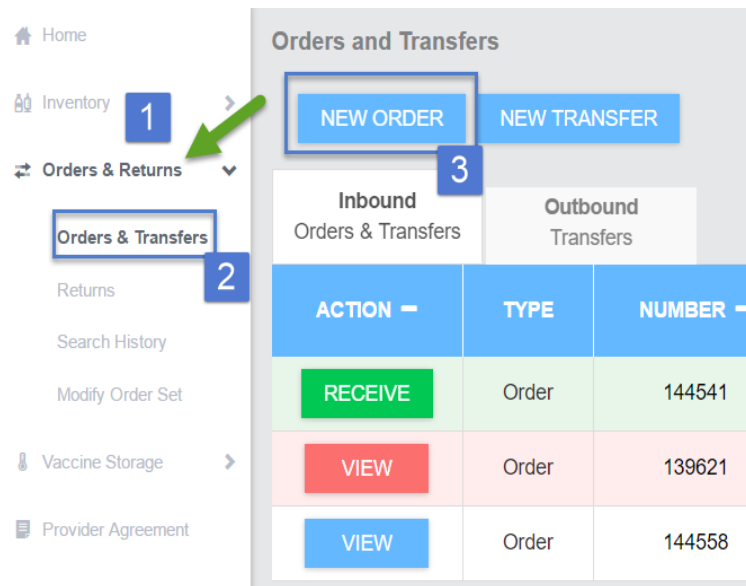 Home
Inventory
1
Orders & Returns
Orders & Transfers
2
Returns
Search History
Modify Order Set
Vaccine Storage
Provider Agreement
Orders and Transfers
NEW ORDER NEW TRANSFER
3
Inbound
Orders & Transfers
Outbound
Transfers
ACTION TYPE NUMBER
RECEIVE Order 144541
VIEW Order 139621
VIEW Order 144558